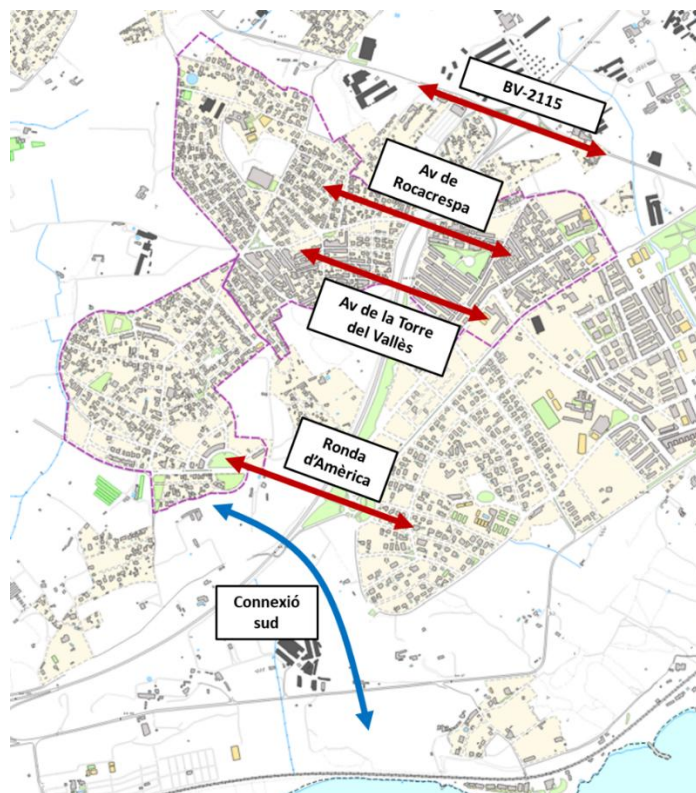 BV-2115
Av de
Rocacrespa
Av de la Torre
del Vallès
Ronda
d'Amèrica
Connexió
sud